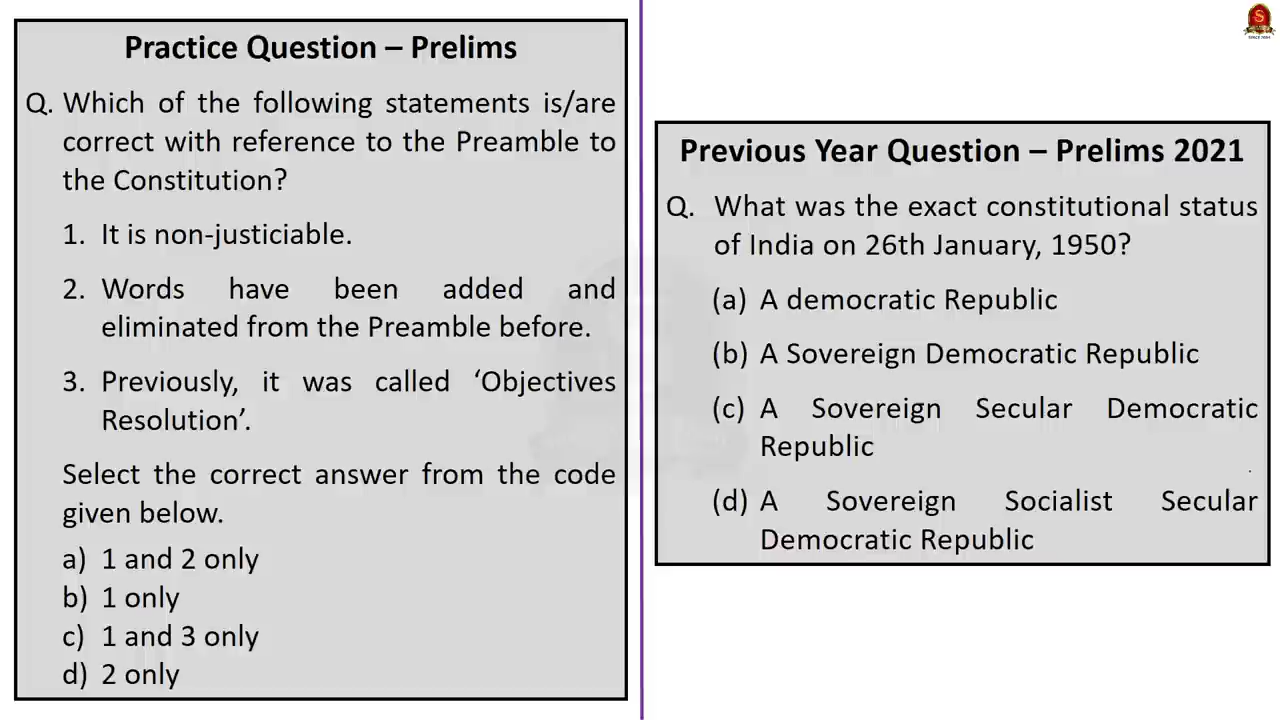 Practice Question – Prelims
Q. Which of the following statements is/are
correct with reference to the Preamble to
the Constitution?
1. It is non-justiciable.
2. Words have been added and
eliminated from the Preamble before.
3. Previously, it was called ‘Objectives
Resolution’.
Select the correct answer from the code
given below.
a) 1 and 2 only
b) 1 only
c) 1 and 3 only
d) 2 only
Previous Year Question – Prelims 2021
Q. What was the exact constitutional status
of India on 26th January, 1950?
(a) A democratic Republic
(b) A Sovereign Democratic Republic
(c) A Sovereign Secular Democratic
Republic
(d) A Sovereign Socialist Secular
Democratic Republic